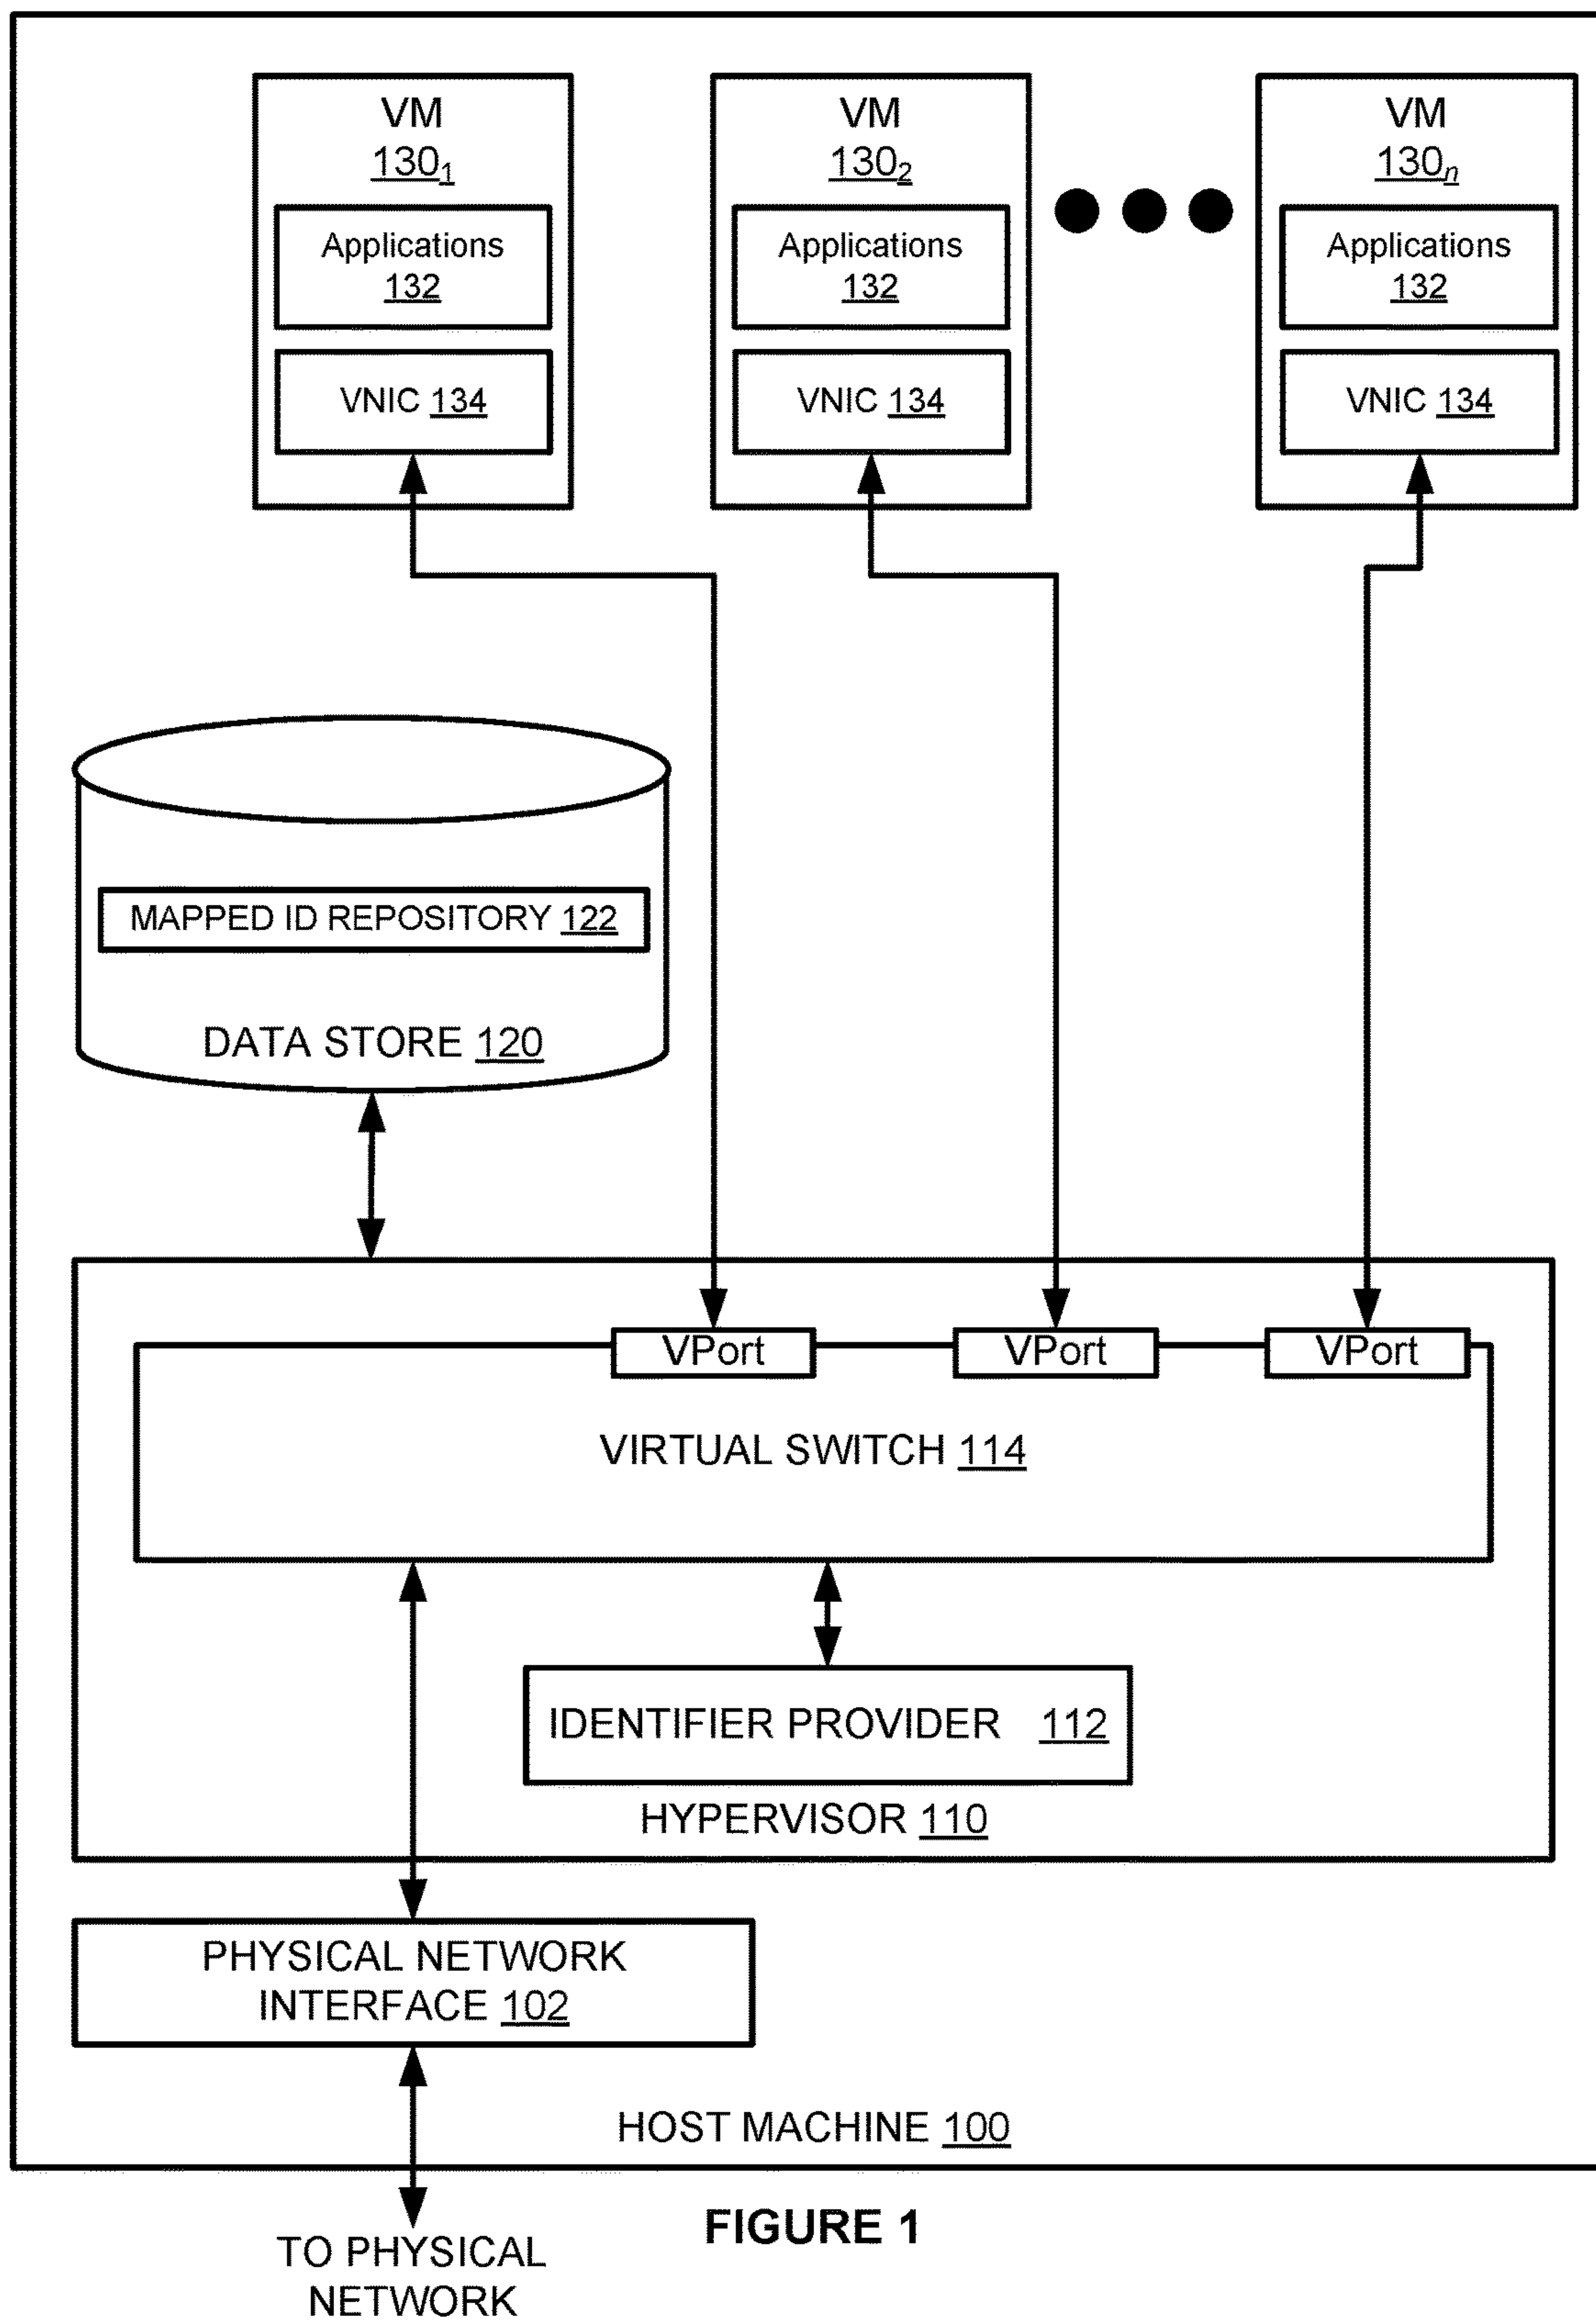 VM
130₁
Applications
132
VNIC 134
VM
130₂
Applications
132
VNIC 134
VM
130ₙ
Applications
132
VNIC 134
MAPPED ID REPOSITORY 122
DATA STORE 120
VPort
VPort
VPort
VIRTUAL SWITCH 114
IDENTIFIER PROVIDER 112
HYPERVISOR 110
PHYSICAL NETWORK
INTERFACE 102
HOST MACHINE 100
FIGURE 1
TO PHYSICAL
NETWORK